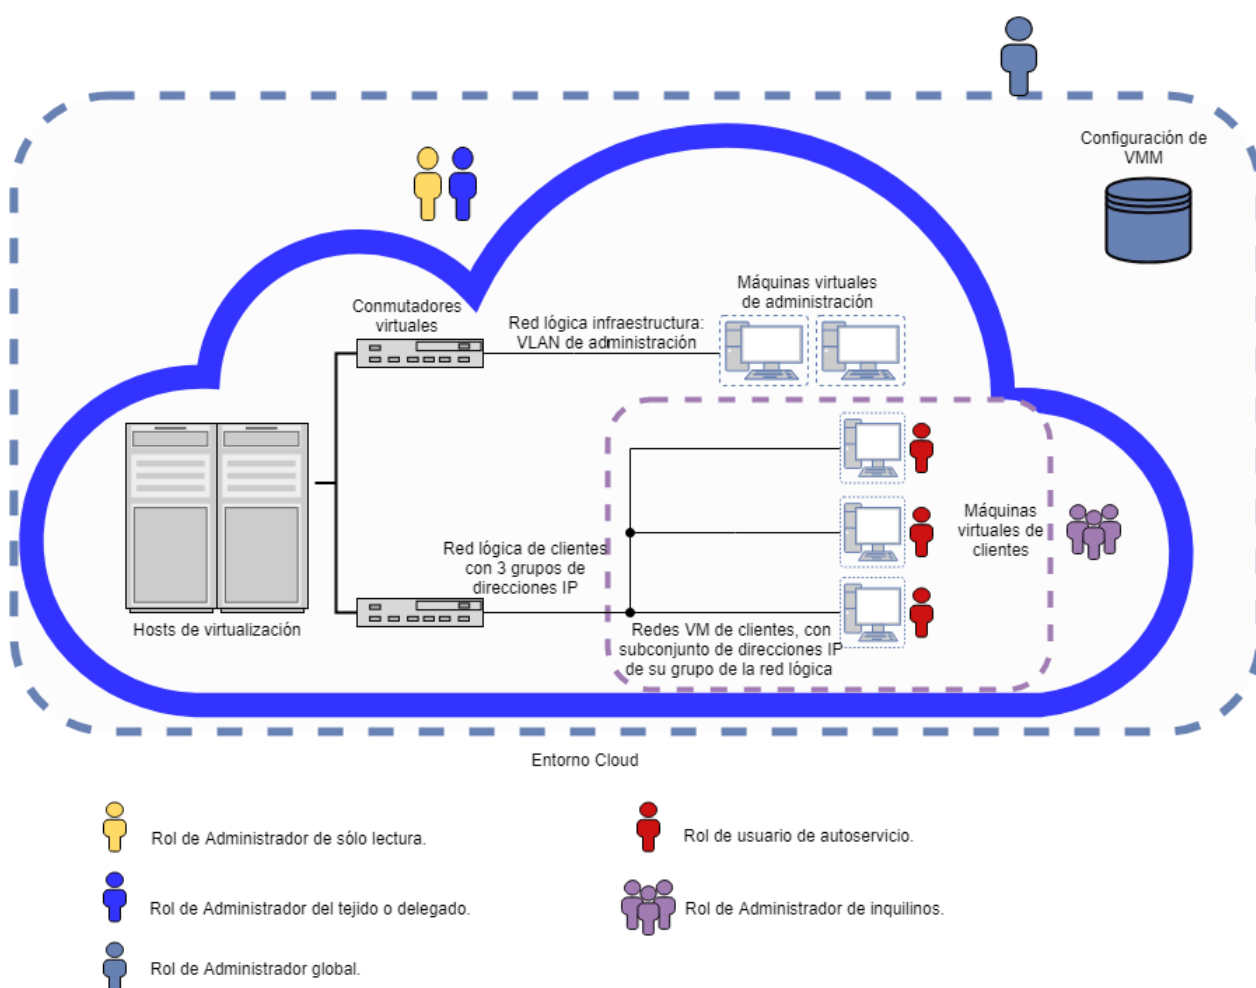 Configuración de
VMM
Máquinas virtuales
de administración
Conmutadores
virtuales
Red lógica infraestructura:
VLAN de administración
Máquinas
virtuales de
clientes
Red lógica de clientes
con 3 grupos de
direcciones IP
Hosts de virtualización
Redes VM de clientes, con
subconjunto de direcciones IP
de su grupo de la red lógica
Entorno Cloud
Rol de Administrador de sólo lectura.
Rol de usuario de autoservicio.
Rol de Administrador del tejido o delegado.
Rol de Administrador de inquilinos.
Rol de Administrador global.